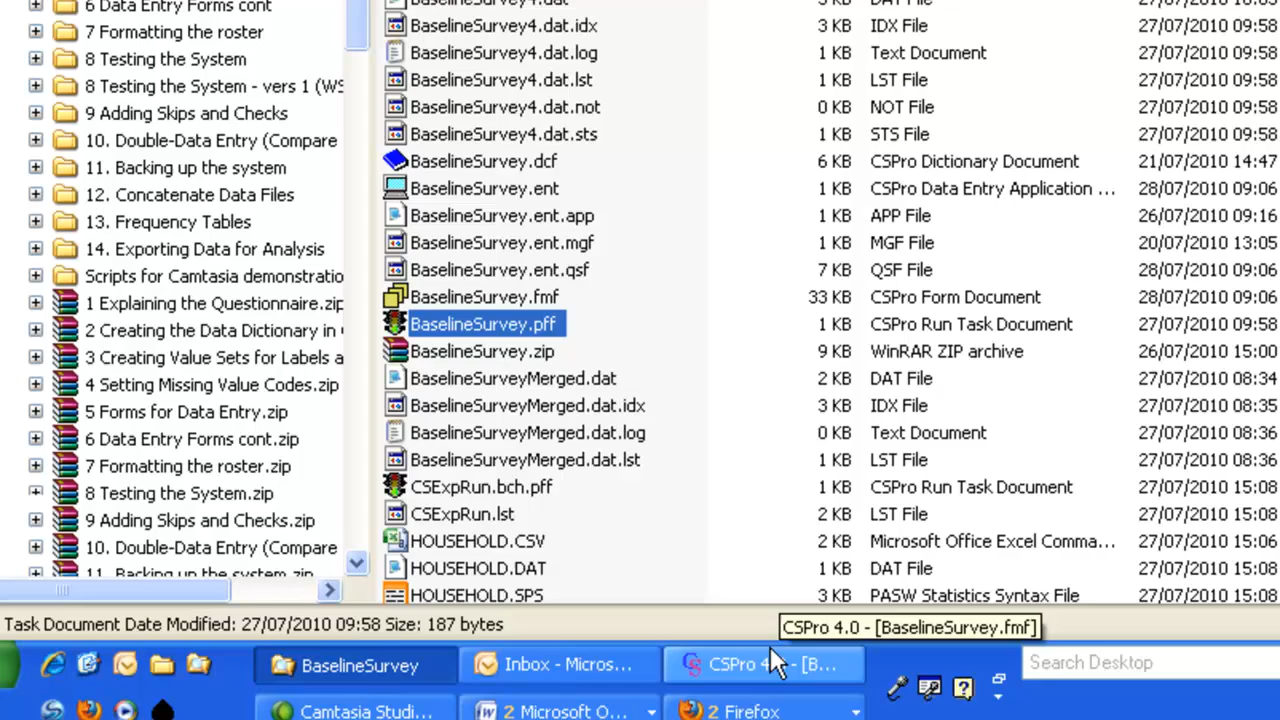 6 Data Entry Forms cont
7 Formatting the roster
8 Testing the System
8 Testing the System - vers 1 (WS
9 Adding Skips and Checks
10. Double-Data Entry (Compare
11. Backing up the system
12. Concatenate Data Files
13. Frequency Tables
14. Exporting Data for Analysis
Scripts for Camtasia demonstratio
1 Explaining the Questionnaire.zip
2 Creating the Data Dictionary in
3 Creating Value Sets for Labels a
4 Setting Missing Value Codes.zip
5 Forms for Data Entry.zip
6 Data Entry Forms cont.zip
7 Formatting the roster.zip
8 Testing the System.zip
9 Adding Skips and Checks.zip
10. Double-Data Entry (Compare
11. Backing up the system.zip
BaselineSurvey4.dat 3 KB DAT File 27/07/2010
BaselineSurvey4.dat.idx 3 KB IDX File 27/07/2010 09:58
BaselineSurvey4.dat.log 1 KB Text Document 27/07/2010 09:58
BaselineSurvey4.dat.lst 1 KB LST File 27/07/2010 09:58
BaselineSurvey4.dat.not 0 KB NOT File 27/07/2010 09:58
BaselineSurvey4.dat.sts 1 KB STS File 27/07/2010 09:58
BaselineSurvey.dcf 6 KB CSPro Dictionary Document 21/07/2010 14:47
BaselineSurvey.ent 1 KB CSPro Data Entry Application ... 28/07/2010 09:06
BaselineSurvey.ent.app 1 KB APP File 26/07/2010 09:16
BaselineSurvey.ent.mgf 1 KB MGF File 20/07/2010 13:05
BaselineSurvey.ent.qsf 7 KB QSF File 28/07/2010 09:06
BaselineSurvey.fmf 33 KB CSPro Form Document 28/07/2010 09:06
BaselineSurvey.pff 1 KB CSPro Run Task Document 27/07/2010 09:58
BaselineSurvey.zip 9 KB WinRAR ZIP archive 26/07/2010 15:00
BaselineSurveyMerged.dat 2 KB DAT File 27/07/2010 08:34
BaselineSurveyMerged.dat.idx 3 KB IDX File 27/07/2010 08:35
BaselineSurveyMerged.dat.log 0 KB Text Document 27/07/2010 08:36
BaselineSurveyMerged.dat.lst 1 KB LST File 27/07/2010 08:36
CSExpRun.bch.pff 1 KB CSPro Run Task Document 27/07/2010 15:08
CSExpRun.lst 2 KB LST File 27/07/2010 15:08
HOUSEHOLD.CSV 2 KB Microsoft Office Excel Comma... 27/07/2010 15:06
HOUSEHOLD.DAT 1 KB DAT File 27/07/2010 15:08
HOUSEHOLD.SPS 3 KB PASW Statistics Syntax File 27/07/2010 15:08
Task Document Date Modified: 27/07/2010 09:58 Size: 187 bytes
CSPro 4.0 - [BaselineSurvey.fmf]
BaselineSurvey
Inbox - Micros...
CSPro 4 - [B...
Search Desktop
Camtasia Studi...
2 Microsoft O...
2 Firefox